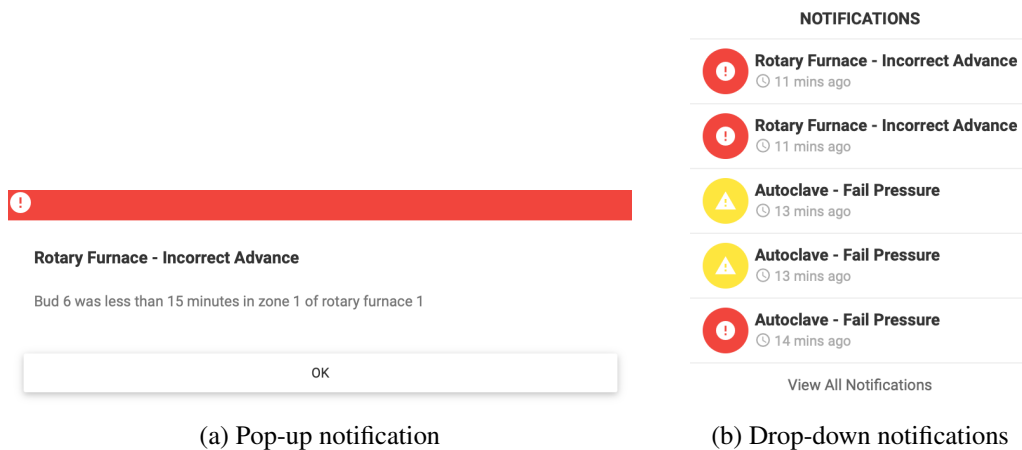 Rotary Furnace - Incorrect Advance
Bud 6 was less than 15 minutes in zone 1 of rotary furnace 1
OK
(a) Pop-up notification
NOTIFICATIONS
Rotary Furnace - Incorrect Advance
11 mins ago
Rotary Furnace - Incorrect Advance
11 mins ago
Autoclave - Fail Pressure
13 mins ago
Autoclave - Fail Pressure
13 mins ago
Autoclave - Fail Pressure
14 mins ago
View All Notifications
(b) Drop-down notifications